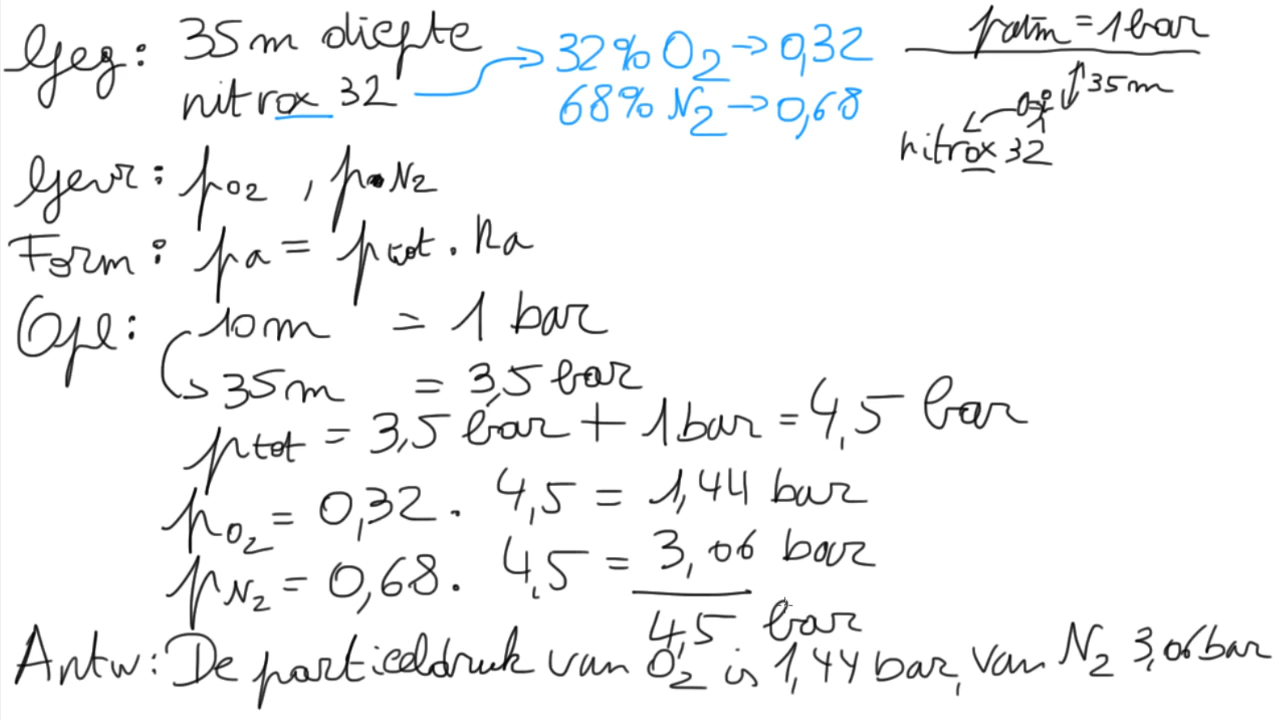 Geg: 35m diepte → 32% O2 → 0,32
nitrox 32 68% N2 → 0,68
patm = 1 bar
35m
nitrox 32
Gevr: pO2 , pN2
Form: pa = ptot . na
Opl: 10m = 1 bar
35m = 3,5 bar
ptot = 3,5 bar + 1 bar = 4,5 bar
pO2 = 0,32 . 4,5 = 1,44 bar
pN2 = 0,68 . 4,5 = 3,06 bar
4,5 bar
Antw: De particeeldruk van O2 is 1,44 bar, van N2 3,06 bar